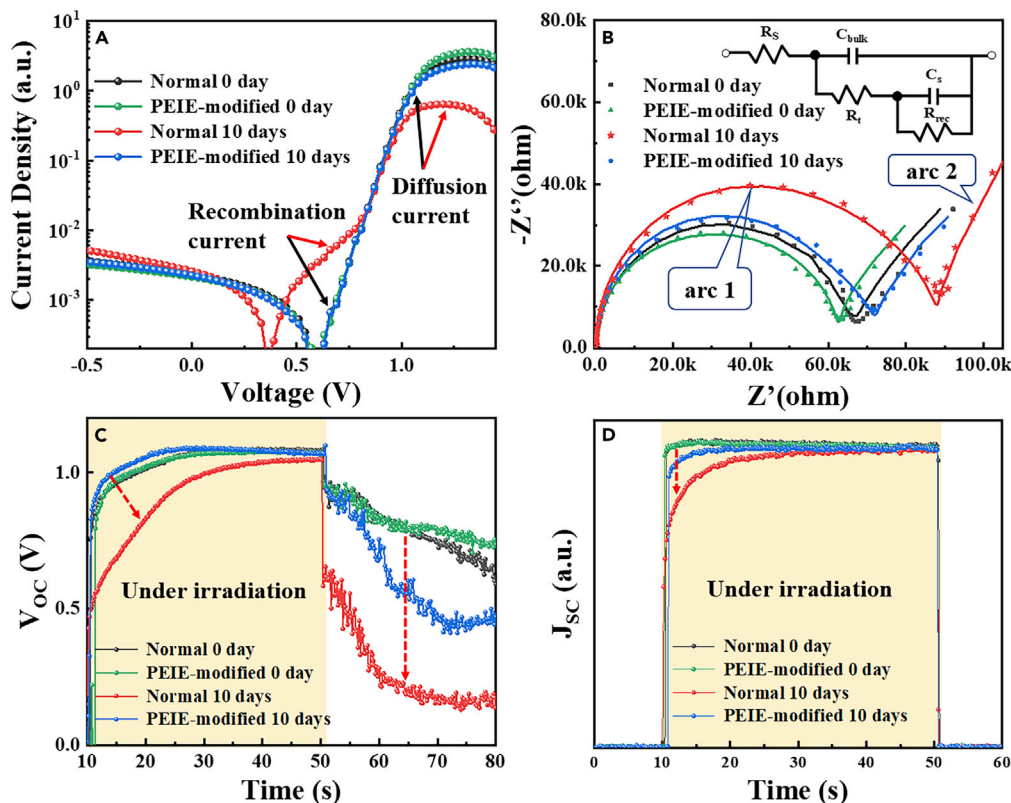 A
Current Density (a.u.)
10¹
10⁰
10⁻¹
10⁻²
10⁻³
Normal 0 day
PEIE-modified 0 day
Normal 10 days
PEIE-modified 10 days
Recombination
current
Diffusion
current
-0.5
0.0
0.5
1.0
Voltage (V)
B
-Z‘’(ohm)
80.0k
60.0k
40.0k
20.0k
0.0
Normal 0 day
PEIE-modified 0 day
Normal 10 days
PEIE-modified 10 days
R_S
C_bulk
C_s
R_t
R_rec
arc 2
arc 1
0.0
20.0k
40.0k
60.0k
80.0k
100.0k
Z’(ohm)
C
V_OC (V)
1.0
0.5
0.0
Under irradiation
Normal 0 day
PEIE-modified 0 day
Normal 10 days
PEIE-modified 10 days
10
20
30
40
50
60
70
80
Time (s)
D
J_SC (a.u.)
Under irradiation
Normal 0 day
PEIE-modified 0 day
Normal 10 days
PEIE-modified 10 days
0
10
20
30
40
50
60
Time (s)